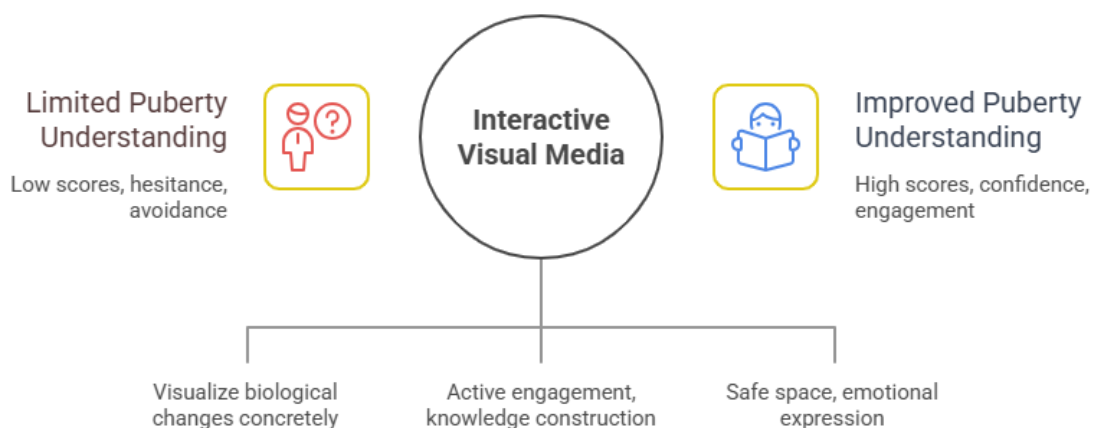 Limited Puberty
Understanding
Low scores, hesitance,
avoidance
?
Interactive
Visual Media
Improved Puberty
Understanding
High scores, confidence,
engagement
Visualize biological
changes concretely
Active engagement,
knowledge construction
Safe space, emotional
expression